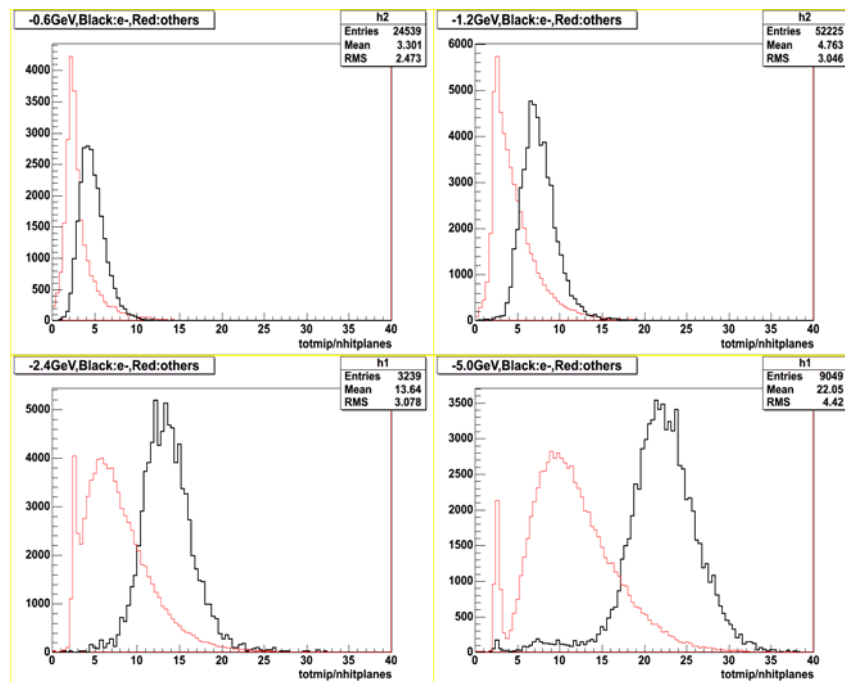 -0.6GeV,Black:e-,Red:others
h2
Entries 24539
Mean 3.301
RMS 2.473
4000
3500
3000
2500
2000
1500
1000
500
0
0 5 10 15 20 25 30 35 40
totmip/nhitplanes
-1.2GeV,Black:e-,Red:others
h2
Entries 52225
Mean 4.763
RMS 3.046
6000
5000
4000
3000
2000
1000
0
0 5 10 15 20 25 30 35 40
totmip/nhitplanes
-2.4GeV,Black:e-,Red:others
h1
Entries 3239
Mean 13.64
RMS 3.078
5000
4000
3000
2000
1000
0
0 5 10 15 20 25 30 35 40
totmip/nhitplanes
-5.0GeV,Black:e-,Red:others
h1
Entries 9049
Mean 22.05
RMS 4.42
3500
3000
2500
2000
1500
1000
500
0
0 5 10 15 20 25 30 35 40
totmip/nhitplanes